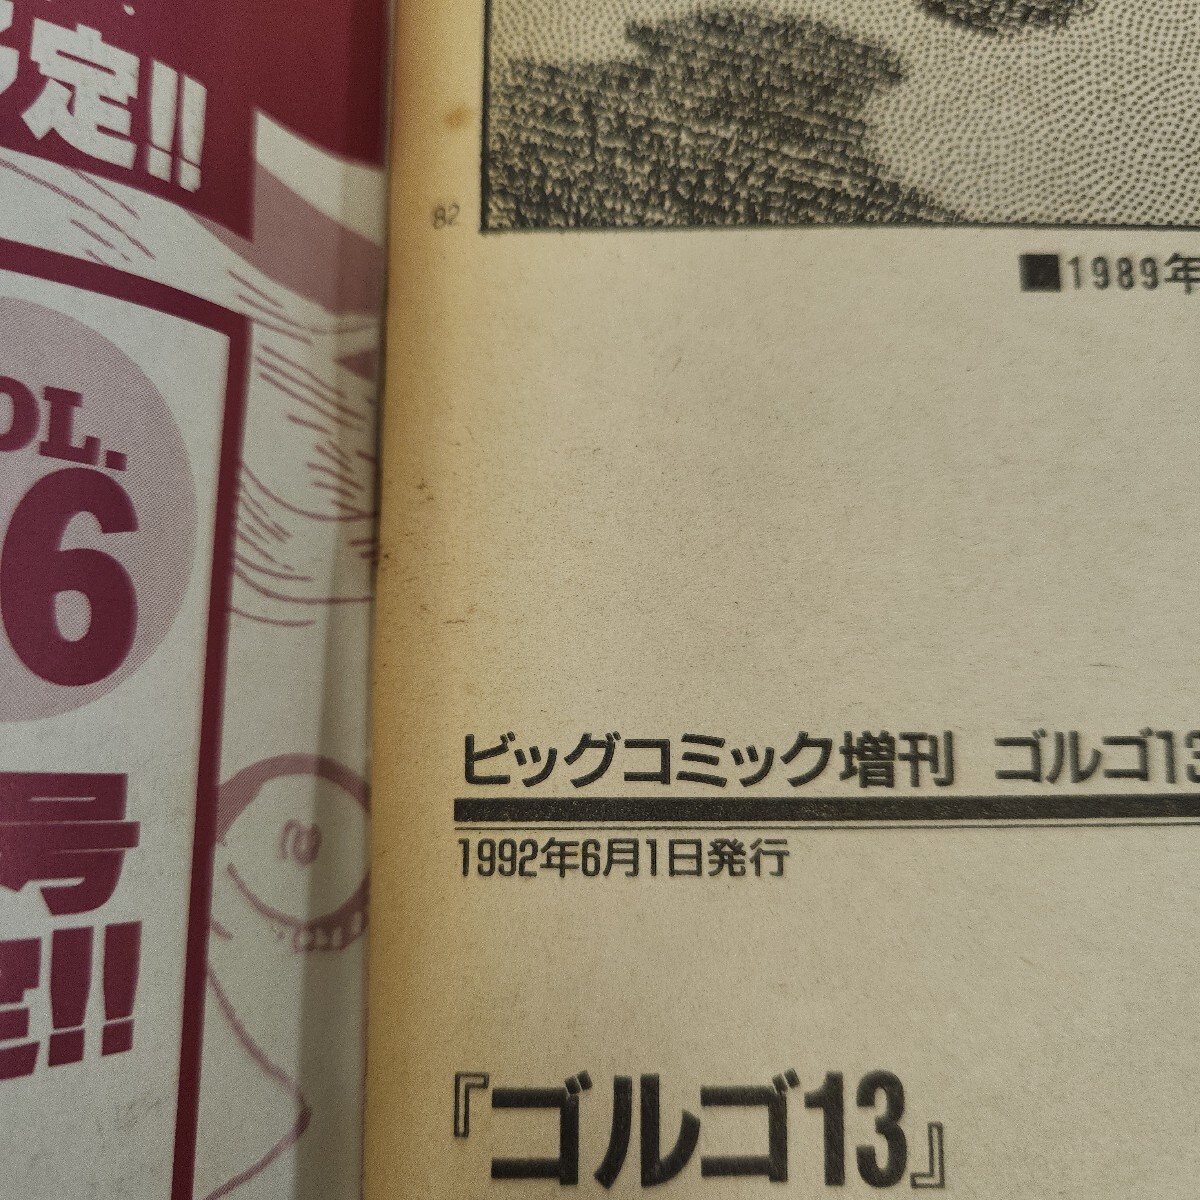 定!!
OL.
6
号
定!!
82
■1989年
ビッグコミック増刊 ゴルゴ13
1992年6月1日発行
『ゴルゴ13』